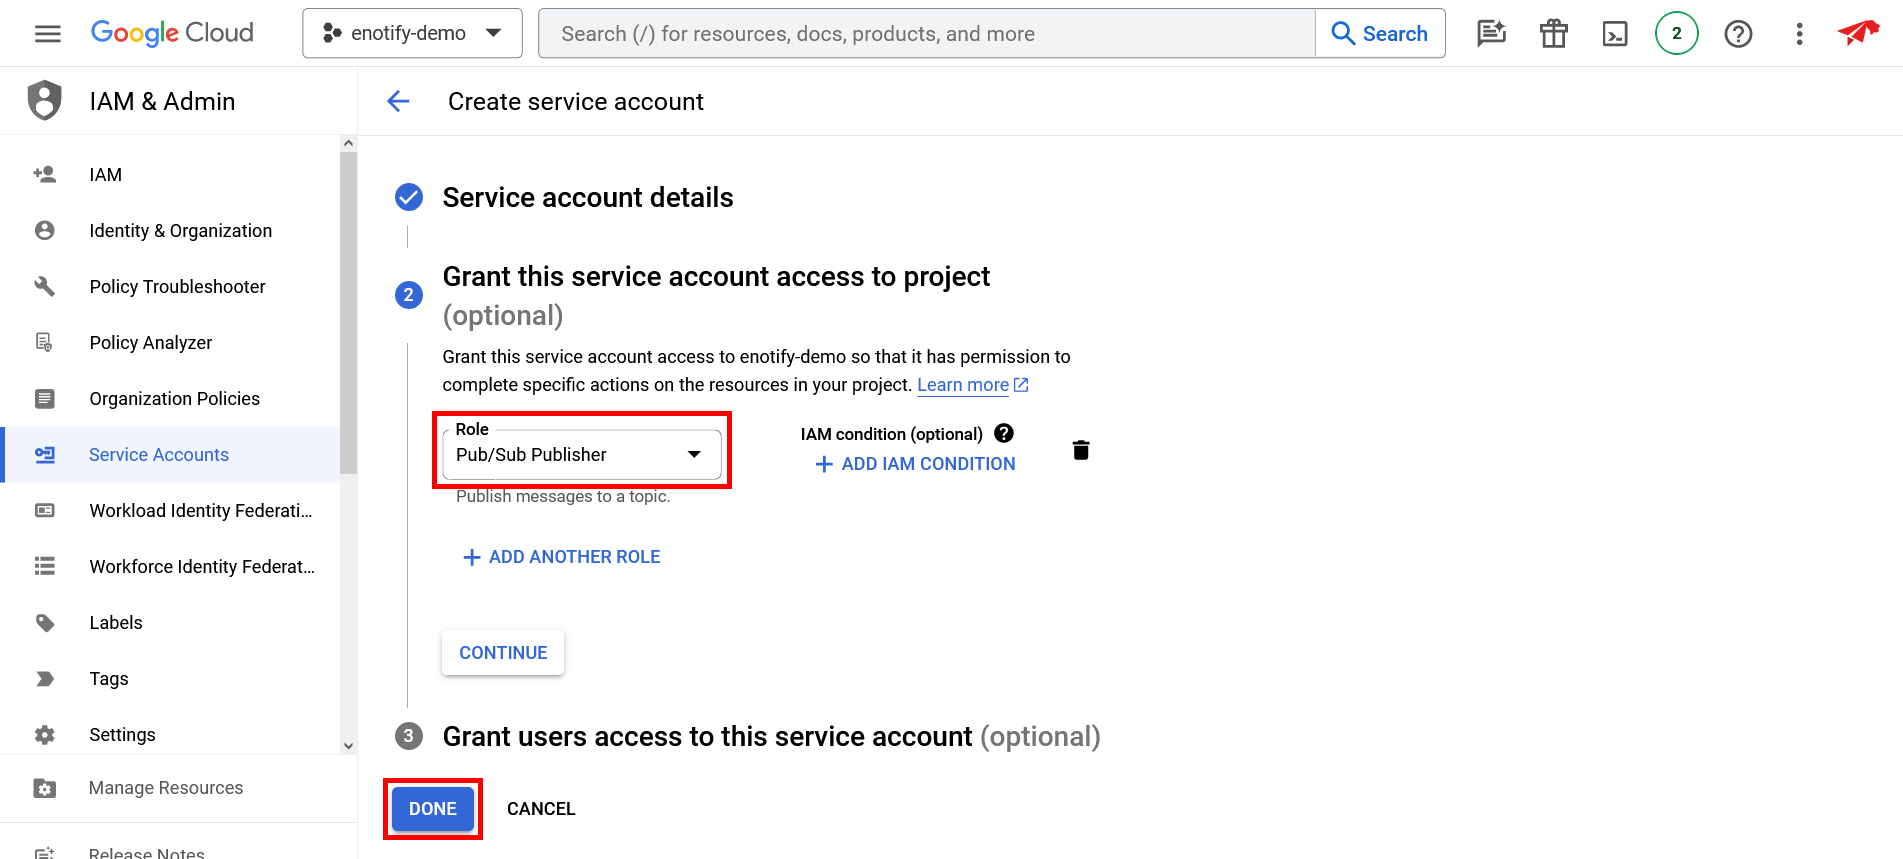 Google Cloud
enotify-demo
Search (/) for resources, docs, products, and more
Search
2
IAM & Admin
IAM
Identity & Organization
Policy Troubleshooter
Policy Analyzer
Organization Policies
Service Accounts
Workload Identity Federati...
Workforce Identity Federat...
Labels
Tags
Settings
Manage Resources
Release Notes
Create service account
Service account details
2
Grant this service account access to project
(optional)
Grant this service account access to enotify-demo so that it has permission to
complete specific actions on the resources in your project. Learn more
Role
Pub/Sub Publisher
Publish messages to a topic.
IAM condition (optional)
ADD IAM CONDITION
ADD ANOTHER ROLE
CONTINUE
3
Grant users access to this service account (optional)
DONE
CANCEL